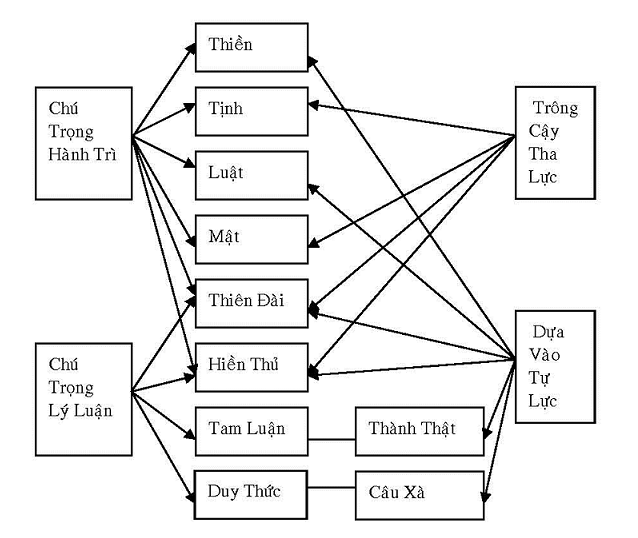 Thiền
Tịnh
Luật
Mật
Thiên Đài
Hiền Thủ
Tam Luận
Duy Thức
Chú
Trọng
Hành Trì
Chú
Trọng
Lý Luận
Thành Thật
Câu Xà
Trông
Cậy
Tha
Lực
Dựa
Vào
Tự
Lực